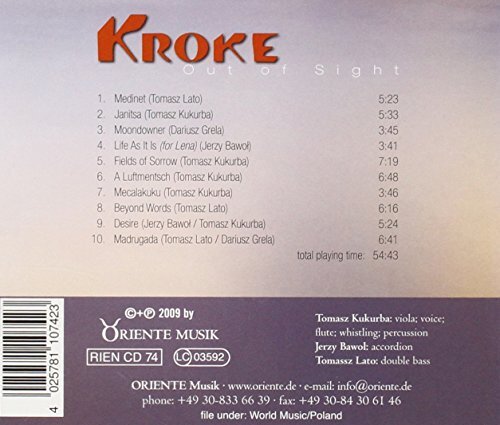 KROKE
Out of Sight
1. Medinet (Tomasz Lato) 5:23
2. Janitsa (Tomasz Kukurba) 5:33
3. Moondowner (Dariusz Grela) 3:45
4. Life As It Is (for Lena) (Jerzy Bawoł) 3:41
5. Fields of Sorrow (Tomasz Kukurba) 7:19
6. A Luftmentsch (Tomasz Kukurba) 6:48
7. Mecalakuku (Tomasz Kukurba) 3:46
8. Beyond Words (Tomasz Lato) 6:16
9. Desire (Jerzy Bawoł / Tomasz Kukurba) 5:24
10. Madrugada (Tomasz Lato / Dariusz Grela) 6:41
total playing time: 54:43
4 025781 107423
©+℗ 2009 by
ORIENTE MUSIK
RIEN CD 74
LC 03592
Tomasz Kukurba: viola; voice;
flute; whistling; percussion
Jerzy Bawoł: accordion
Tomassz Lato: double bass
ORIENTE Musik · www.oriente.de · e-mail: info@oriente.de
phone: +49 30-833 66 39 · fax: +49 30-84 30 61 46
file under: World Music/Poland